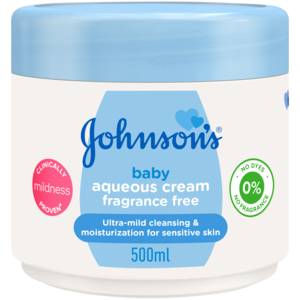 Johnson's®
baby
aqueous cream
fragrance free
CLINICALLY
mildness
PROVEN*
NO DYES
0%
NO FRAGRANCE
Ultra-mild cleansing &
moisturization for sensitive skin
500ml